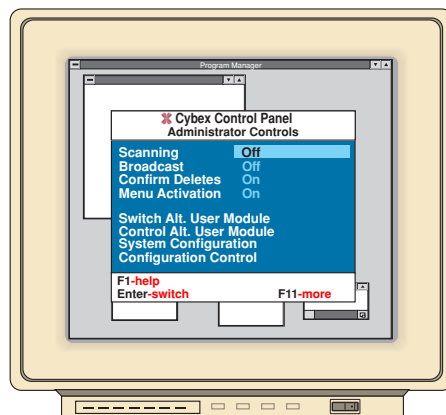 Program Manager
Cybex Control Panel
Administrator Controls
Scanning Off
Broadcast Off
Confirm Deletes On
Menu Activation On
Switch Alt. User Module
Control Alt. User Module
System Configuration
Configuration Control
F1-help
Enter-switch F11-more